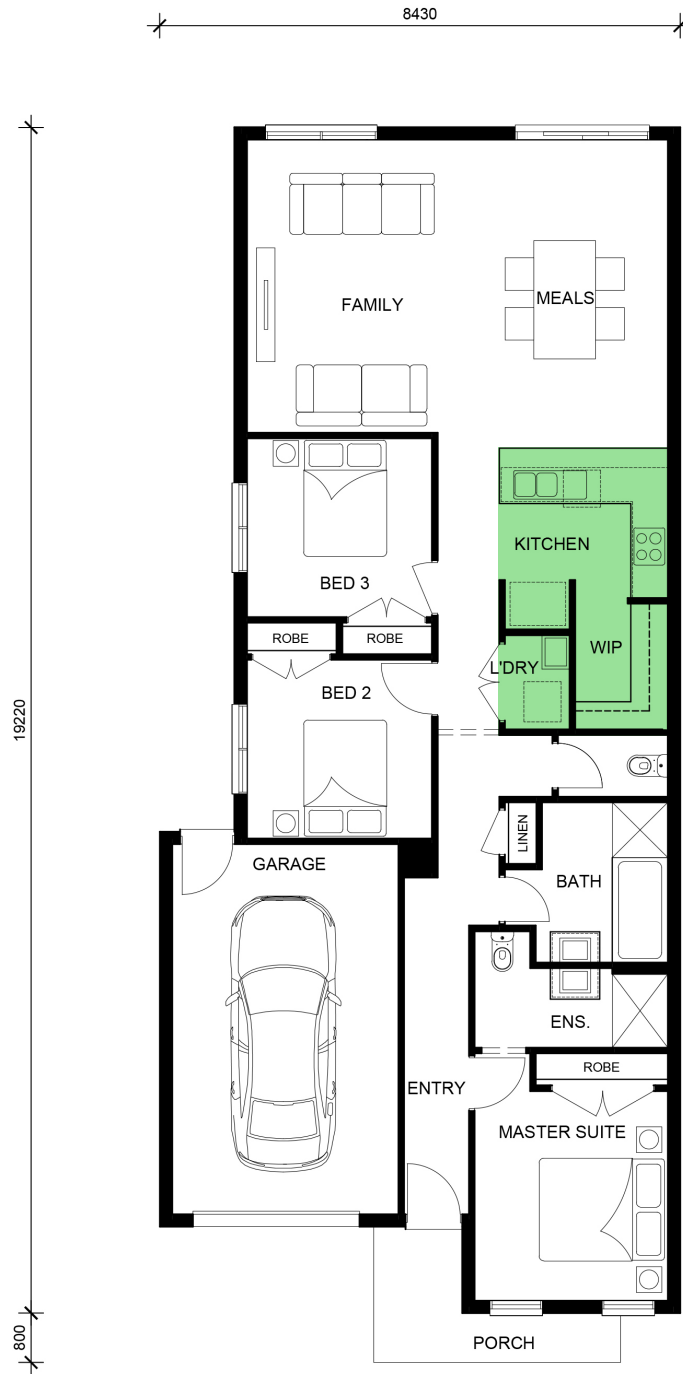 8430
FAMILY
MEALS
KITCHEN
BED 3
ROBE
ROBE
WIP
L'DRY
BED 2
19220
LINEN
GARAGE
BATH
ENS.
ROBE
ENTRY
MASTER SUITE
800
PORCH